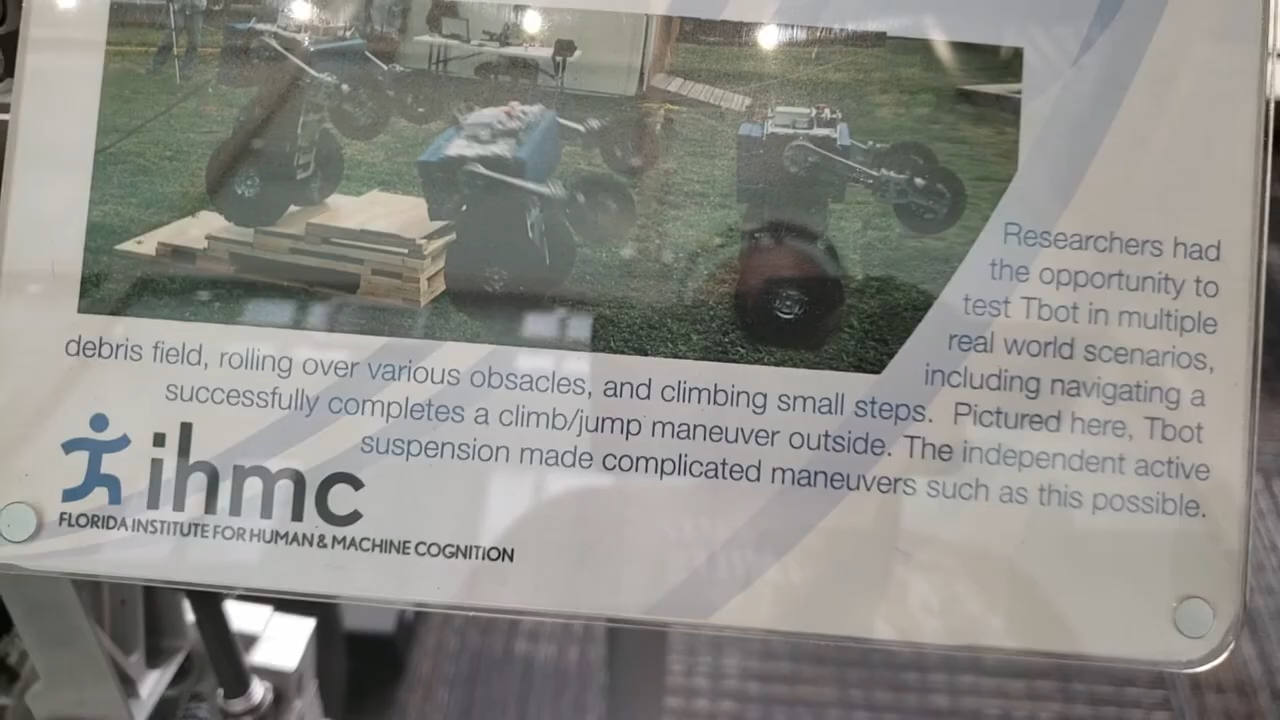 Researchers had
the opportunity to
test Tbot in multiple
real world scenarios,
including navigating a
debris field, rolling over various obsacles, and climbing small steps. Pictured here, Tbot
successfully completes a climb/jump maneuver outside. The independent active
suspension made complicated maneuvers such as this possible.
ihmc
FLORIDA INSTITUTE FOR HUMAN & MACHINE COGNITION